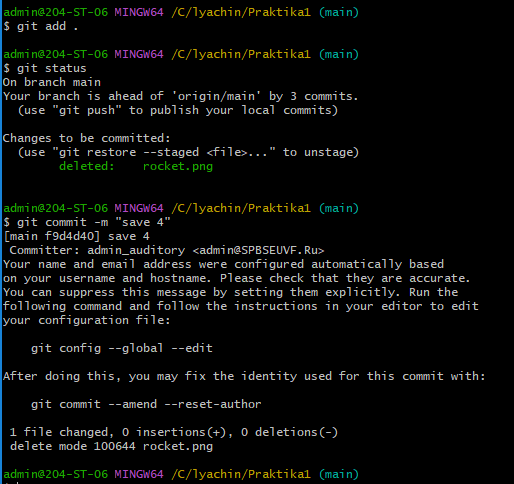 admin@204-ST-06 MINGW64 /C/lyachin/Praktika1 (main)
$ git add .
admin@204-ST-06 MINGW64 /C/lyachin/Praktika1 (main)
$ git status
On branch main
Your branch is ahead of 'origin/main' by 3 commits.
  (use "git push" to publish your local commits)
Changes to be committed:
  (use "git restore --staged <file>..." to unstage)
        deleted:    rocket.png
admin@204-ST-06 MINGW64 /C/lyachin/Praktika1 (main)
$ git commit -m "save 4"
[main f9d4d40] save 4
 Committer: admin_auditory <admin@SPBSEUVF.Ru>
Your name and email address were configured automatically based
on your username and hostname. Please check that they are accurate.
You can suppress this message by setting them explicitly. Run the
following command and follow the instructions in your editor to edit
your configuration file:
    git config --global --edit
After doing this, you may fix the identity used for this commit with:
    git commit --amend --reset-author
 1 file changed, 0 insertions(+), 0 deletions(-)
 delete mode 100644 rocket.png
admin@204-ST-06 MINGW64 /C/lyachin/Praktika1 (main)